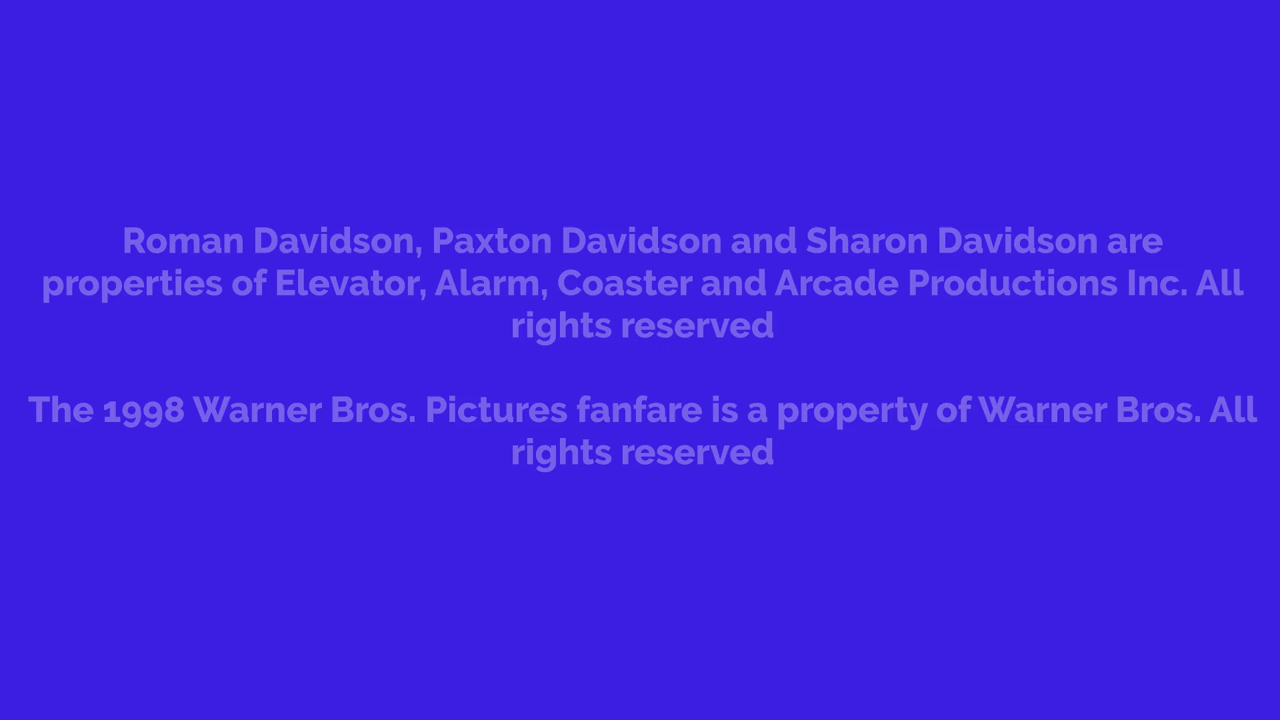 Roman Davidson, Paxton Davidson and Sharon Davidson are
properties of Elevator, Alarm, Coaster and Arcade Productions Inc. All
rights reserved
The 1998 Warner Bros. Pictures fanfare is a property of Warner Bros. All
rights reserved